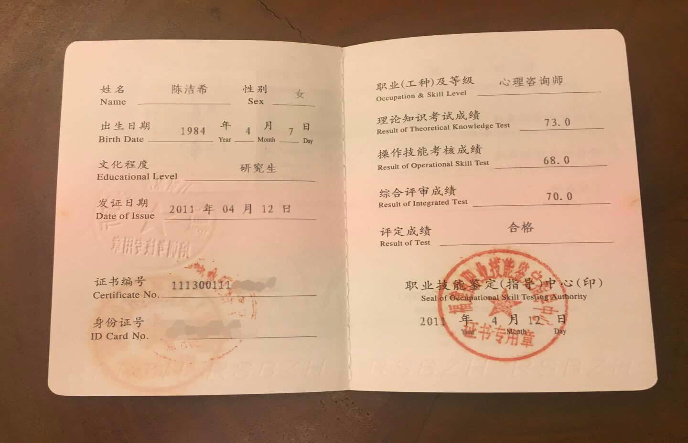 姓名 陈洁希 性别 女
Name Sex
出生日期 1984 年 4 月 7 日
Birth Date Year Month Day
文化程度 研究生
Educational Level
发证日期 2011 年 04 月 12 日
Date of Issue
证书编号 111300111
Certificate No.
身份证号
ID Card No.
职业(工种)及等级 心理咨询师
Occupation & Skill Level
理论知识考试成绩 73.0
Result of Theoretical Knowledge Test
操作技能考核成绩 68.0
Result of Operational Skill Test
综合评审成绩 70.0
Result of Integrated Test
评定成绩 合格
Result of Test
职业技能鉴定(指导)中心(印)
Seal of Occupational Skill Testing Authority
2011 年 4 月 12 日
Year Month Day